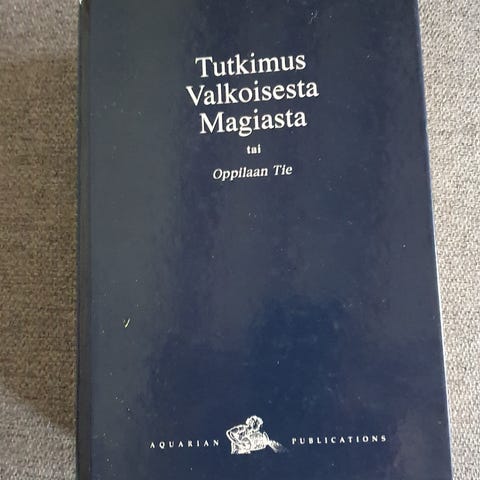 Tutkimus
Valkoisesta
Magiasta
tai
Oppilaan Tie
AQUARIAN PUBLICATIONS